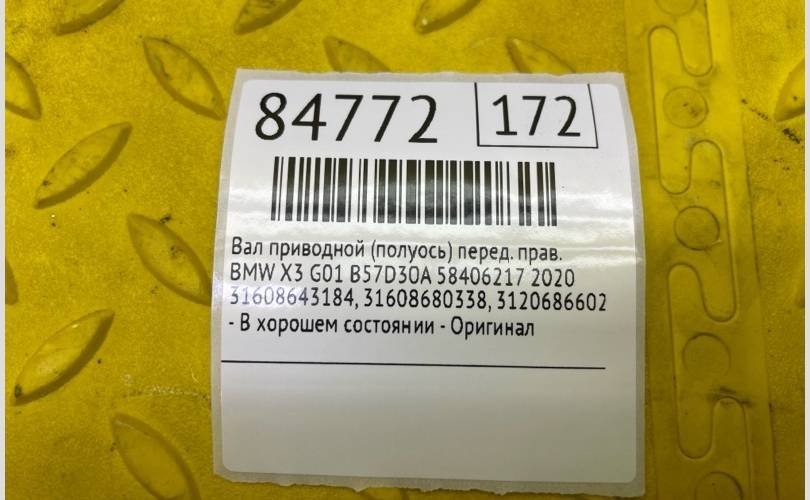 84772 172
Вал приводной (полуось) перед. прав.
BMW X3 G01 B57D30A 58406217 2020
31608643184, 31608680338, 3120686602
- В хорошем состоянии - Оригинал